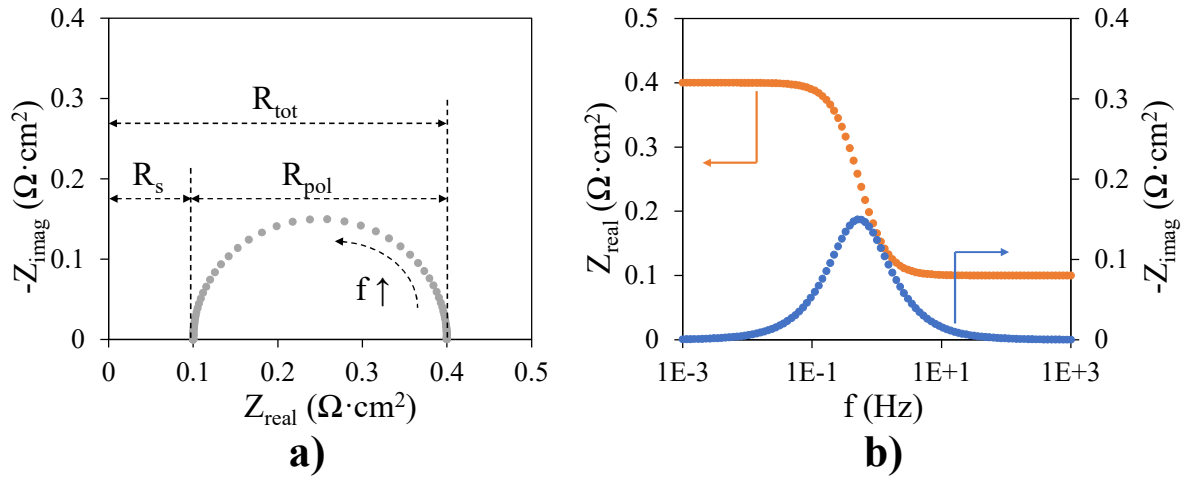 0.4
0.3
0.2
0.1
0
-Z_imag (Ω·cm²)
R_tot
R_s
R_pol
f ↑
0 0.1 0.2 0.3 0.4 0.5
Z_real (Ω·cm²)
a)
0.5
0.4
0.3
0.2
0.1
0
Z_real (Ω·cm²)
0.4
0.3
0.2
0.1
0
-Z_imag (Ω·cm²)
1E-3 1E-1 1E+1 1E+3
f (Hz)
b)